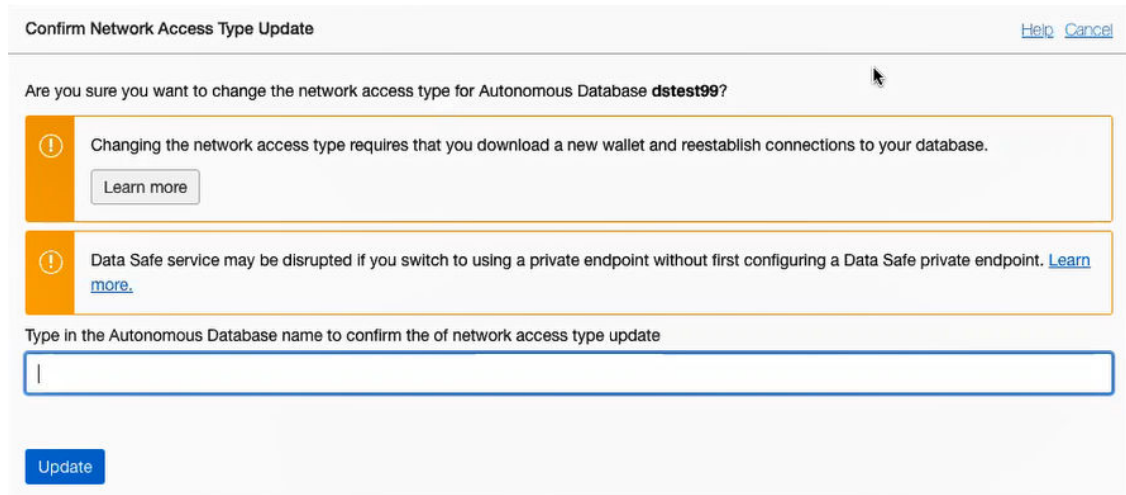 Confirm Network Access Type Update
Help Cancel
Are you sure you want to change the network access type for Autonomous Database dstest99?
Changing the network access type requires that you download a new wallet and reestablish connections to your database.
Learn more
Data Safe service may be disrupted if you switch to using a private endpoint without first configuring a Data Safe private endpoint. Learn
more.
Type in the Autonomous Database name to confirm the of network access type update
Update